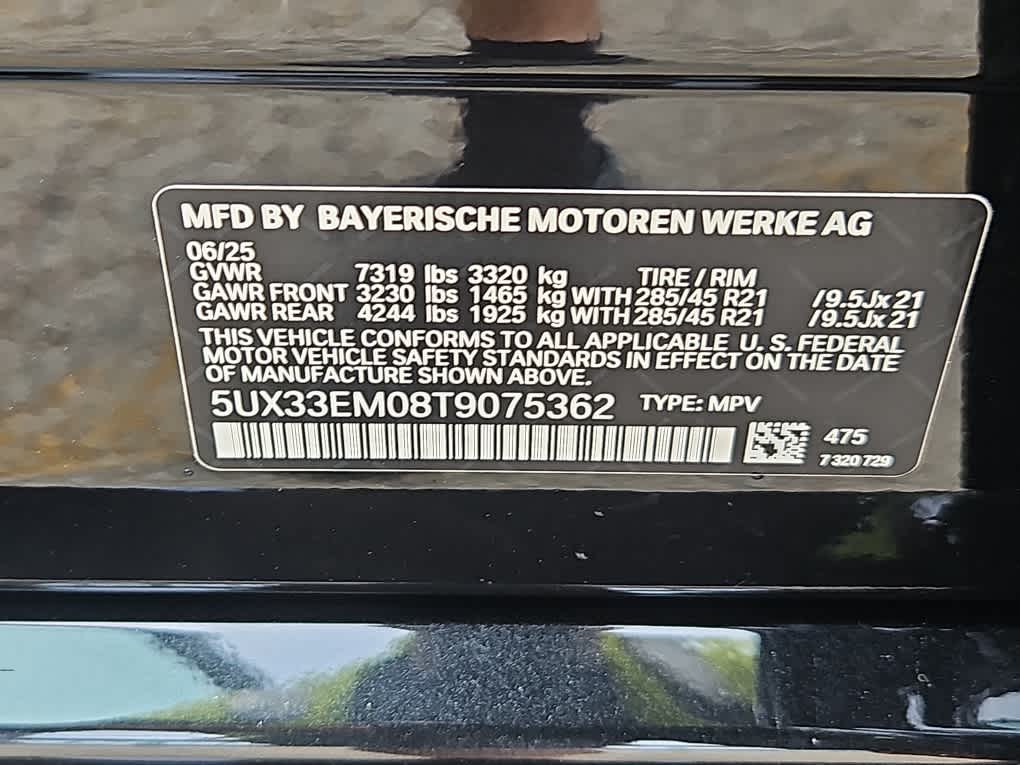 MFD BY BAYERISCHE MOTOREN WERKE AG
06/25
GVWR 7319 lbs 3320 kg TIRE / RIM
GAWR FRONT 3230 lbs 1465 kg WITH 285/45 R21 /9.5Jx21
GAWR REAR 4244 lbs 1925 kg WITH 285/45 R21 /9.5Jx21
THIS VEHICLE CONFORMS TO ALL APPLICABLE U. S. FEDERAL
MOTOR VEHICLE SAFETY STANDARDS IN EFFECT ON THE DATE
OF MANUFACTURE SHOWN ABOVE.
5UX33EM08T9075362 TYPE: MPV
475
7 320 729